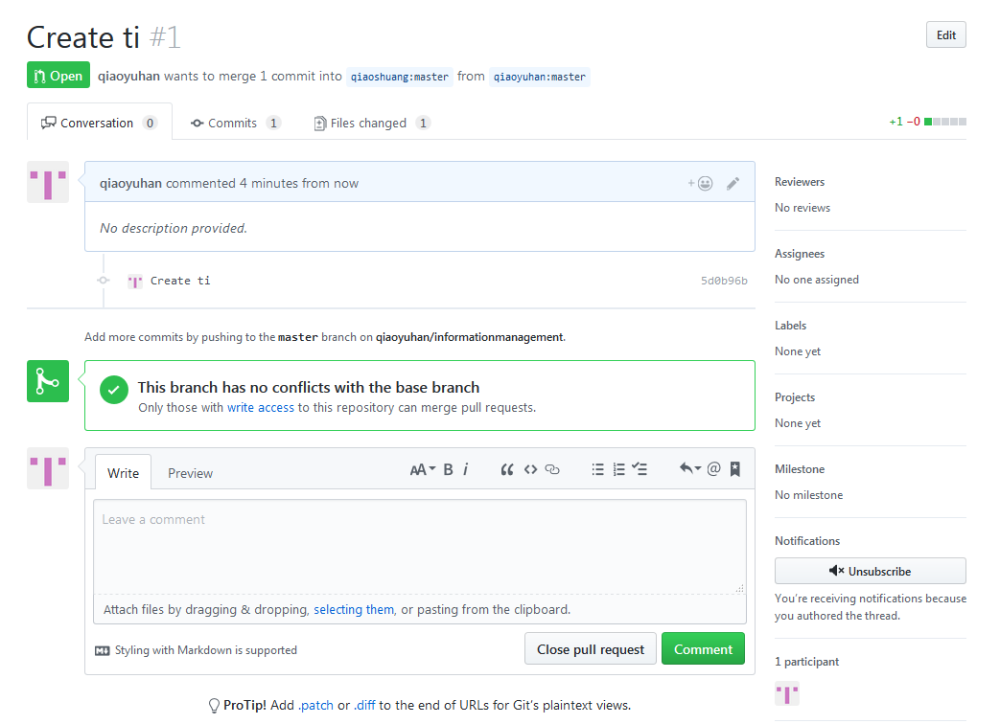 Create ti #1
Edit
Open qiaoyuhan wants to merge 1 commit into qiaoshuang:master from qiaoyuhan:master
Conversation 0 Commits 1 Files changed 1
+1 −0
qiaoyuhan commented 4 minutes from now
No description provided.
Create ti 5d0b96b
Add more commits by pushing to the master branch on qiaoyuhan/informationmanagement.
This branch has no conflicts with the base branch
Only those with write access to this repository can merge pull requests.
Write Preview
Leave a comment
Attach files by dragging & dropping, selecting them, or pasting from the clipboard.
Styling with Markdown is supported
Close pull request Comment
ProTip! Add .patch or .diff to the end of URLs for Git's plaintext views.
Reviewers
No reviews
Assignees
No one assigned
Labels
None yet
Projects
None yet
Milestone
No milestone
Notifications
Unsubscribe
You're receiving notifications because
you authored the thread.
1 participant